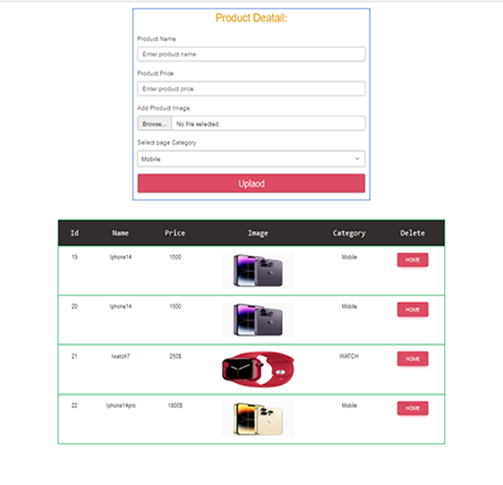 Product Deatail:
Product Name
Enter product name
Product Price
Enter product price
Add Product Image:
Browse... No file selected.
Select page Category
Mobile
Uplaod
Id Name Price Image Category Delete
19 Iphone14 1500 Mobile HOME
20 Iphone14 1500 Mobile HOME
21 Iwatch7 250$ WATCH HOME
22 Iphone14pro 1800$ Mobile HOME